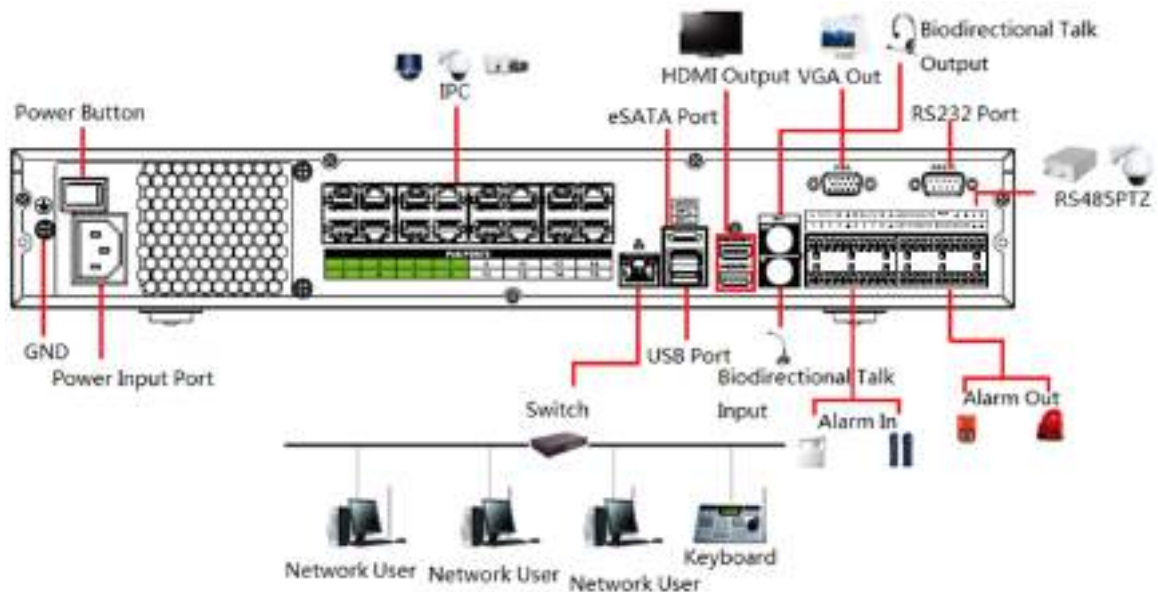 Biodirectional Talk
Output
HDMI Output
VGA Out
IPC
eSATA Port
RS232 Port
Power Button
RS485PTZ
GND
Power Input Port
USB Port
Biodirectional Talk
Input
Switch
Alarm In
Alarm Out
Network User
Network User
Network User
Keyboard